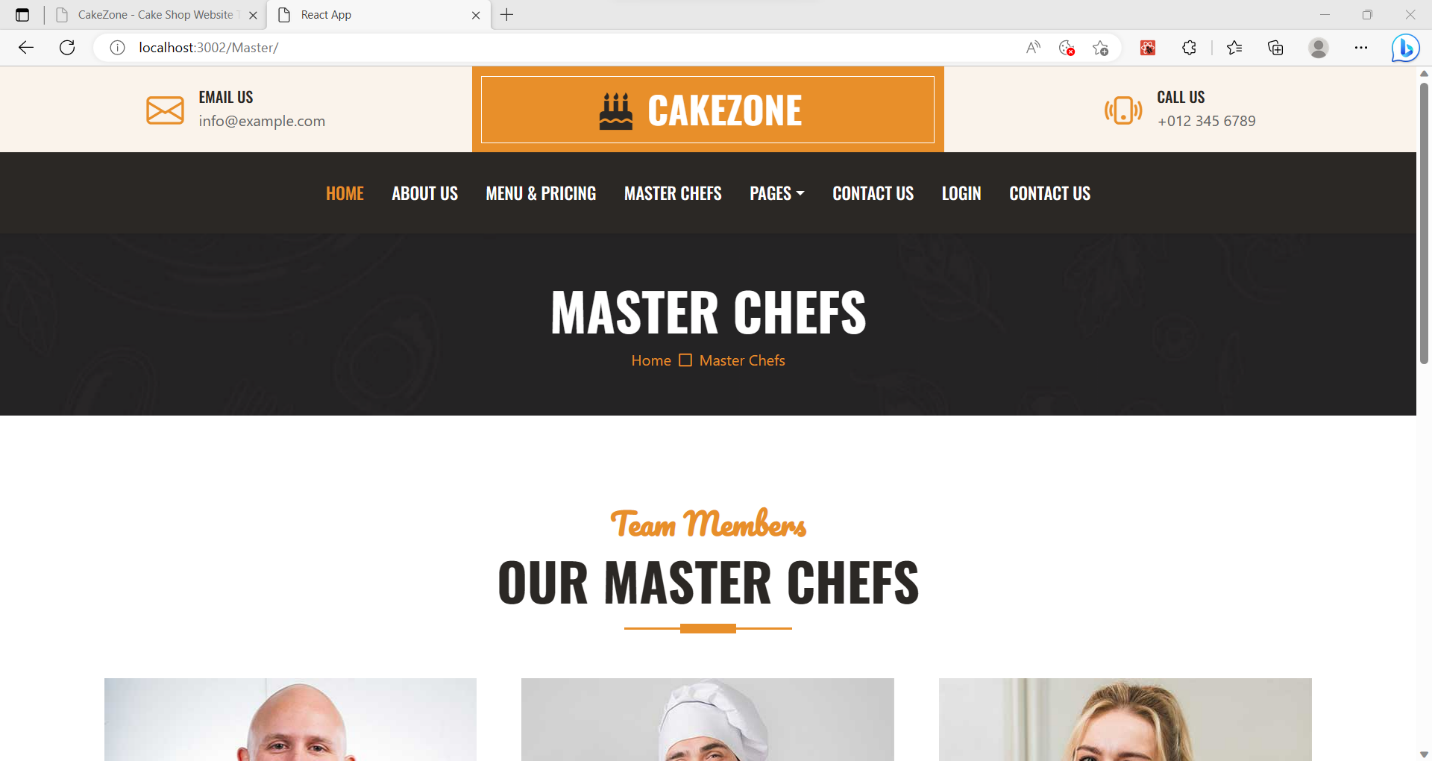 CakeZone - Cake Shop Website
React App
localhost:3002/Master/
EMAIL US
info@example.com
CAKEZONE
CALL US
+012 345 6789
HOME ABOUT US MENU & PRICING MASTER CHEFS PAGES CONTACT US LOGIN CONTACT US
MASTER CHEFS
Home Master Chefs
Team Members
OUR MASTER CHEFS